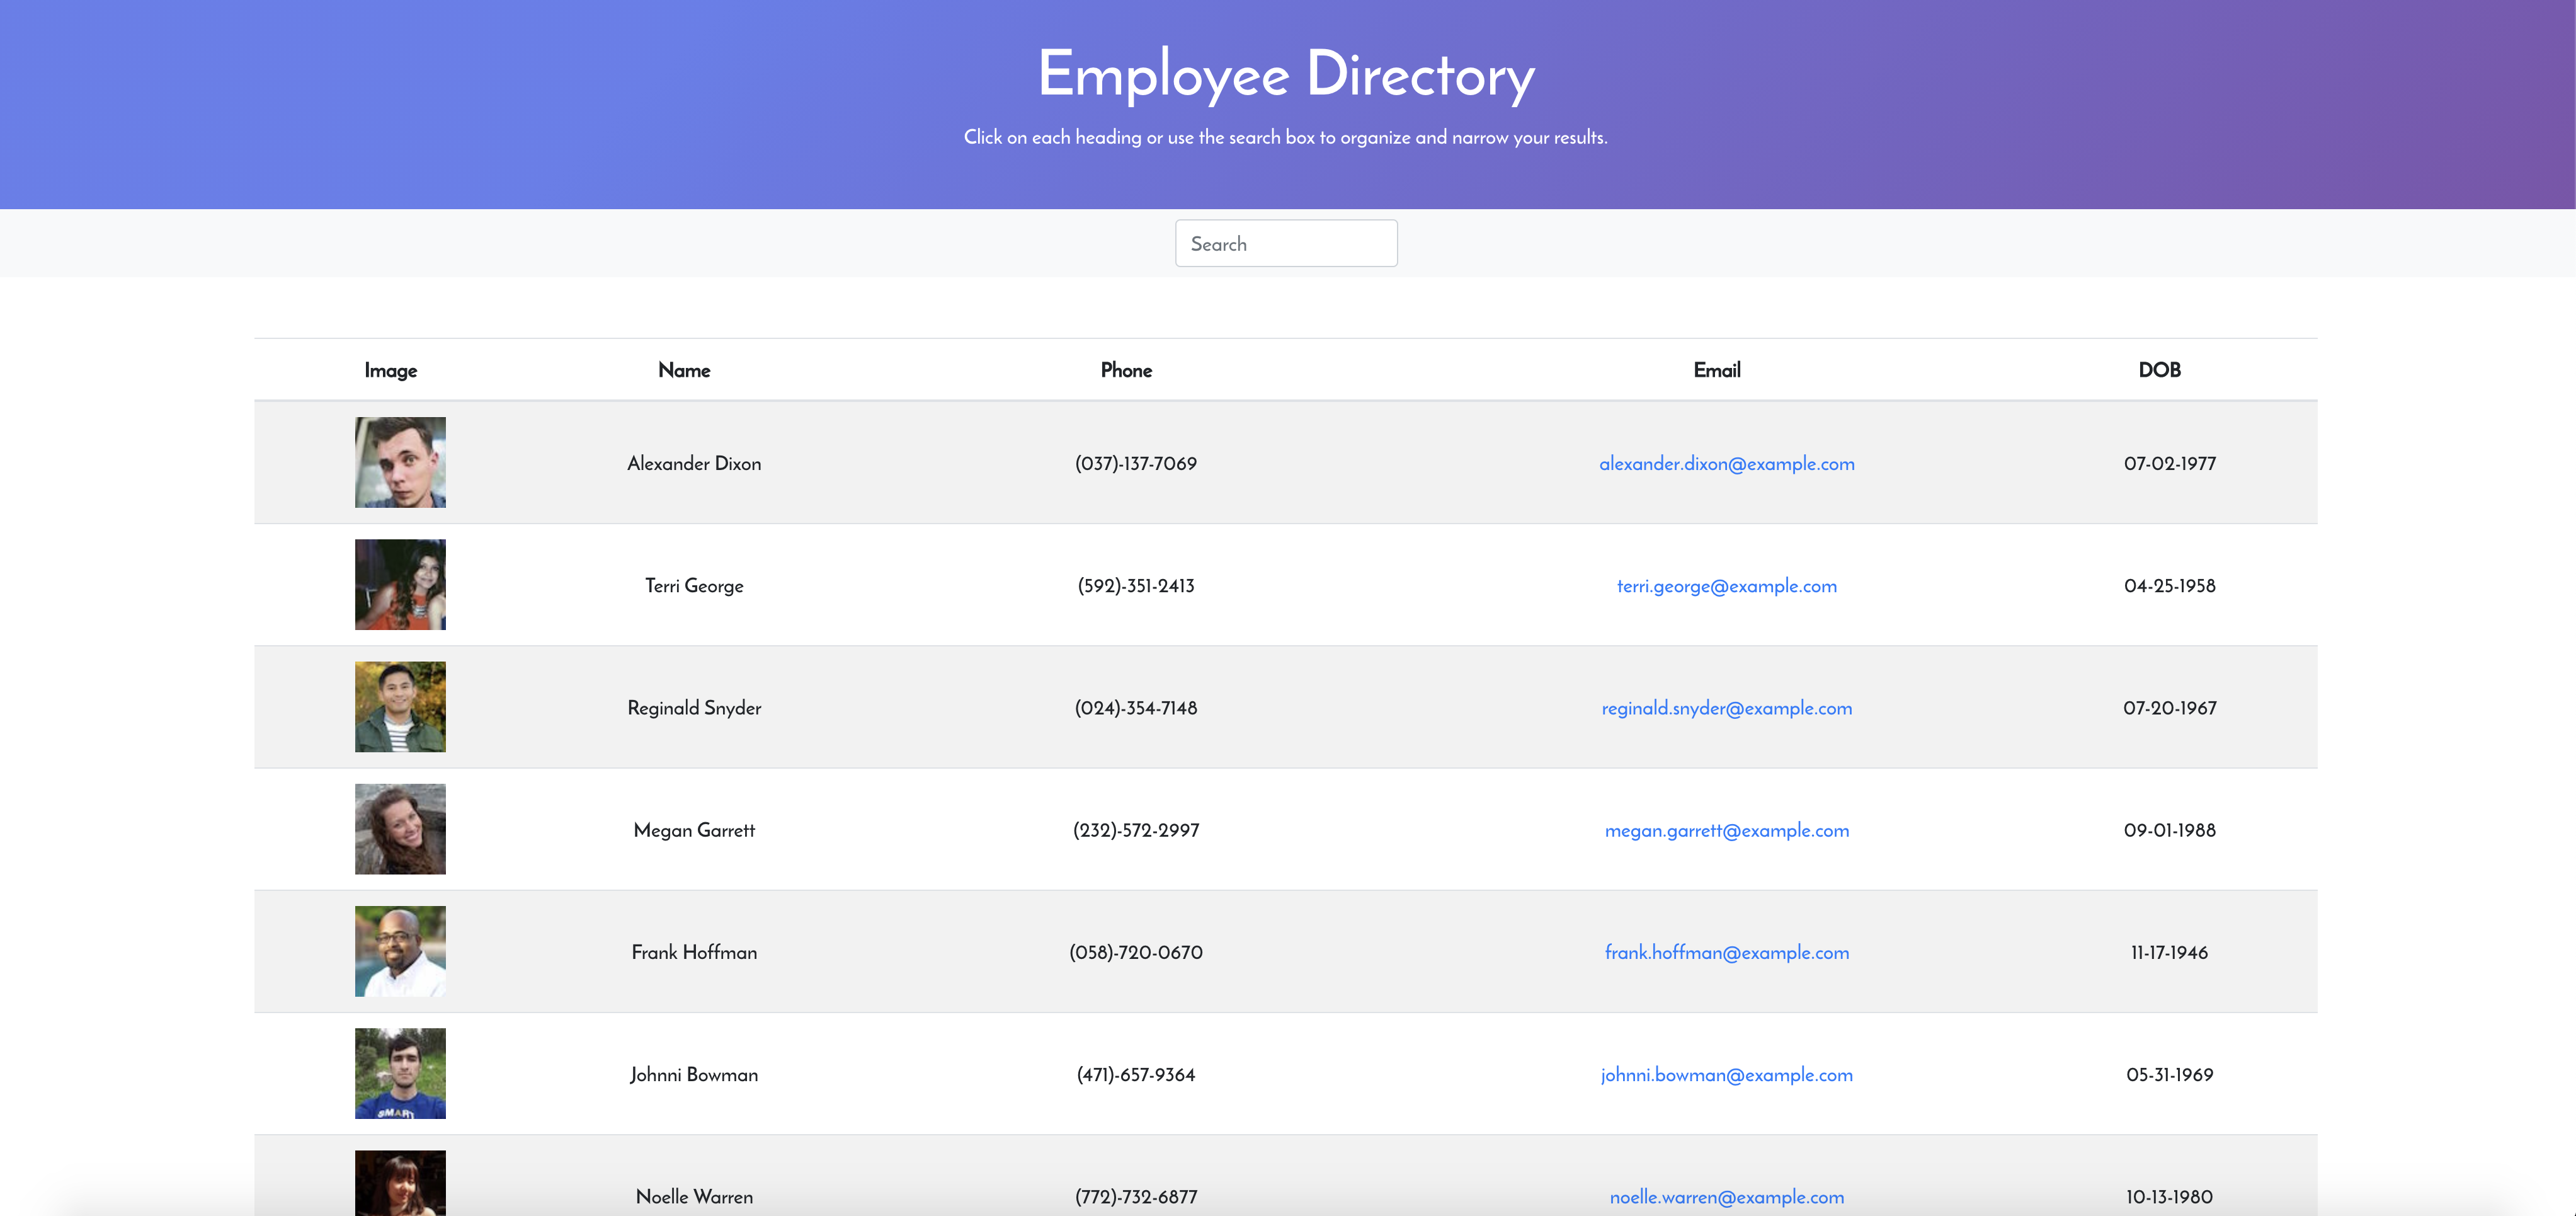 Employee Directory
Click on each heading or use the search box to organize and narrow your results.
Search
Image Name Phone Email DOB
Alexander Dixon (037)-137-7069 alexander.dixon@example.com 07-02-1977
Terri George (592)-351-2413 terri.george@example.com 04-25-1958
Reginald Snyder (024)-354-7148 reginald.snyder@example.com 07-20-1967
Megan Garrett (232)-572-2997 megan.garrett@example.com 09-01-1988
Frank Hoffman (058)-720-0670 frank.hoffman@example.com 11-17-1946
Johnni Bowman (471)-657-9364 johnni.bowman@example.com 05-31-1969
SMART
Noelle Warren (772)-732-6877 noelle.warren@example.com 10-13-1980